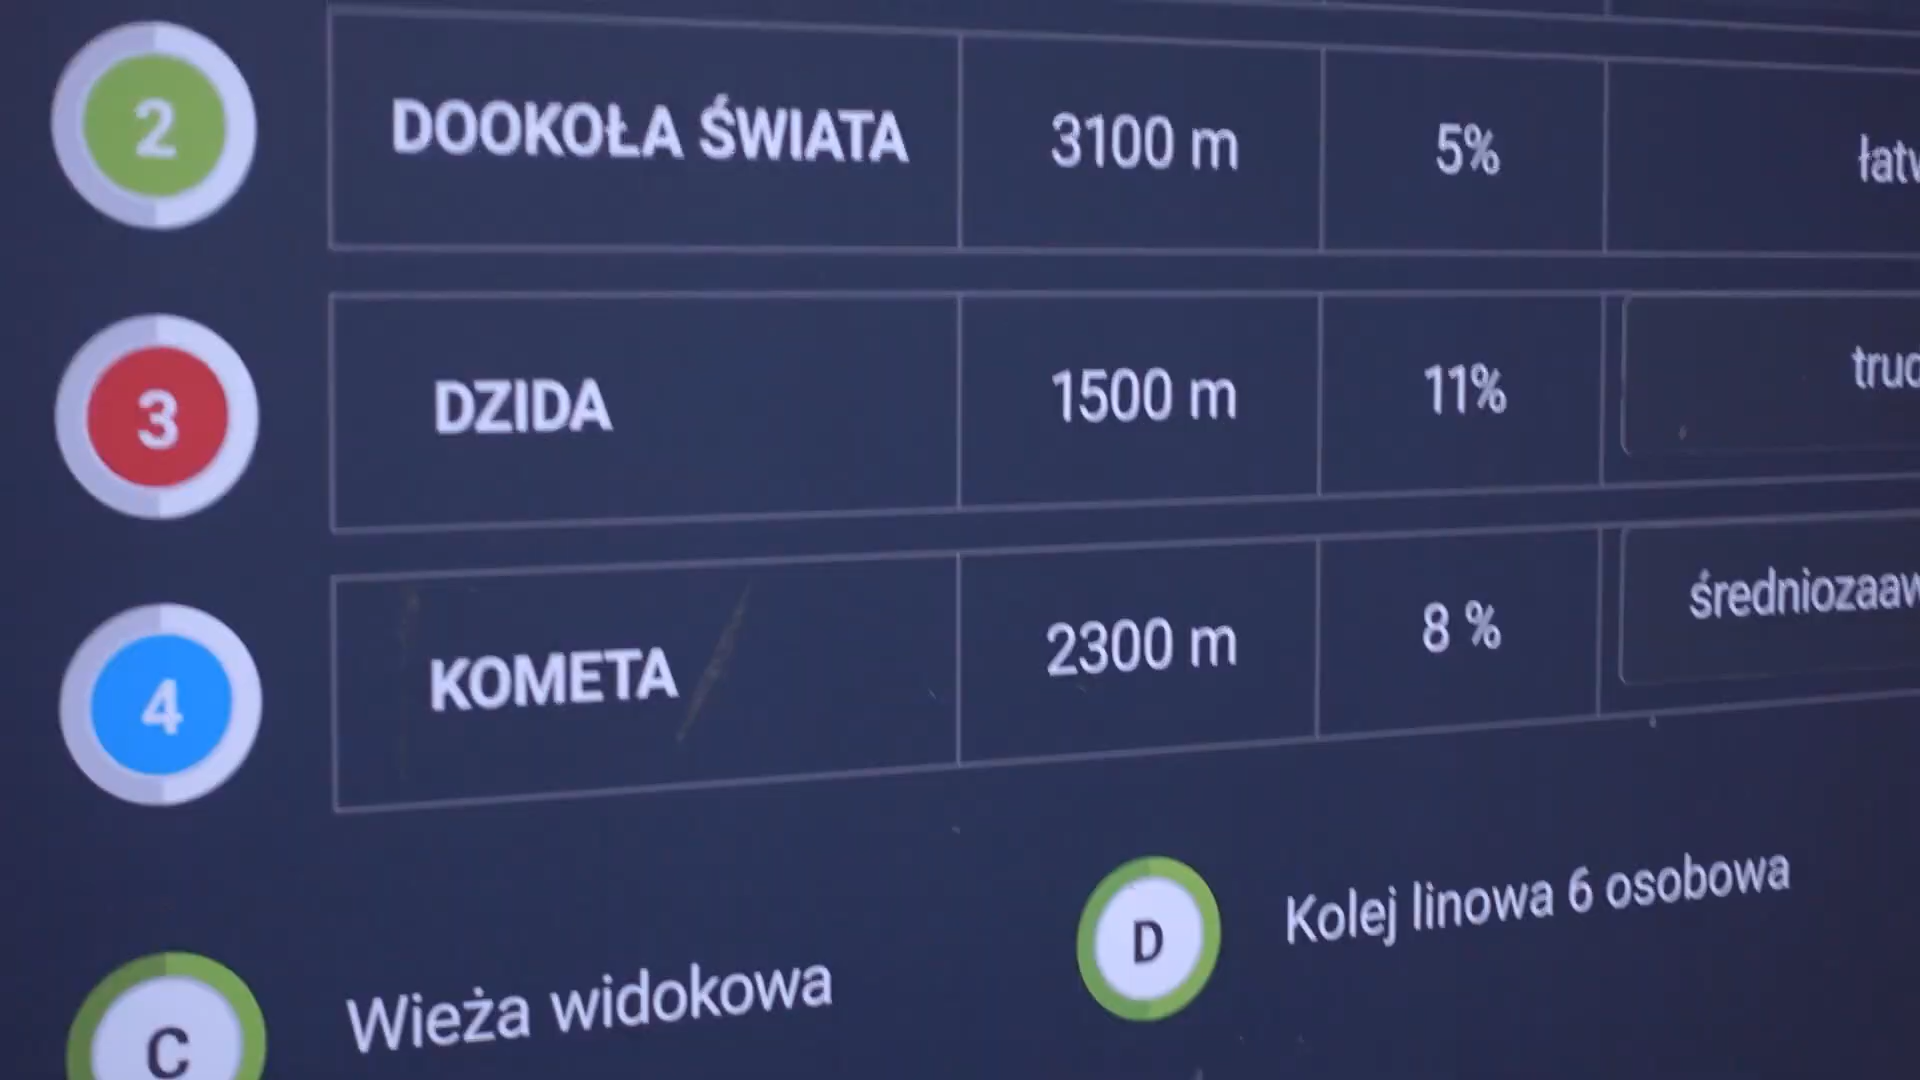 2 DOOKOŁA ŚWIATA 3100 m 5%
3 DZIDA 1500 m 11%
4 KOMETA 2300 m 8 %
D Kolej linowa 6 osobowa
C Wieża widokowa